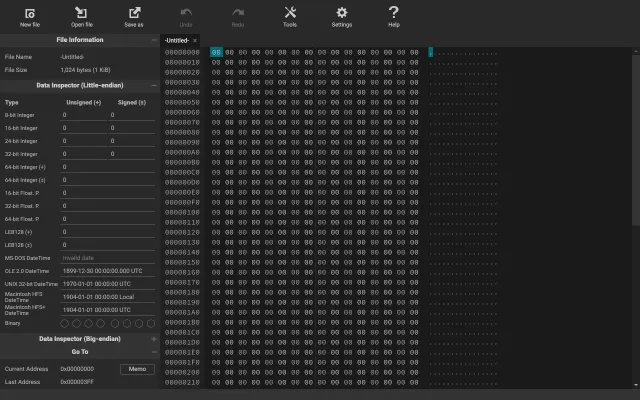 New file Open file Save as Undo Redo Tools Settings Help
File Information
File Name -Untitled-
File Size 1,024 bytes (1 KiB)
Data Inspector (Little-endian)
Type Unsigned (+) Signed (±)
8-bit Integer 0 0
16-bit Integer 0 0
24-bit Integer 0 0
32-bit Integer 0 0
64-bit Integer (+) 0
64-bit Integer (±) 0
16-bit Float. P. 0
32-bit Float. P. 0
64-bit Float. P. 0
LEB128 (+) 0
LEB128 (±) 0
MS-DOS DateTime Invalid date
OLE 2.0 DateTime 1899-12-30 00:00:00.000 UTC
UNIX 32-bit DateTime 1970-01-01 00:00:00 UTC
Macintosh HFS DateTime 1904-01-01 00:00:00 Local
Macintosh HFS+ DateTime 1904-01-01 00:00:00 UTC
Binary
Data Inspector (Big-endian)
Go To
Current Address 0x00000000 Memo
Last Address 0x000003FF
-Untitled- ×
00000000 00 00 00 00 00 00 00 00 00 00 00 00 00 00 00 00 ................
00000010 00 00 00 00 00 00 00 00 00 00 00 00 00 00 00 00 ................
00000020 00 00 00 00 00 00 00 00 00 00 00 00 00 00 00 00 ................
00000030 00 00 00 00 00 00 00 00 00 00 00 00 00 00 00 00 ................
00000040 00 00 00 00 00 00 00 00 00 00 00 00 00 00 00 00 ................
00000050 00 00 00 00 00 00 00 00 00 00 00 00 00 00 00 00 ................
00000060 00 00 00 00 00 00 00 00 00 00 00 00 00 00 00 00 ................
00000070 00 00 00 00 00 00 00 00 00 00 00 00 00 00 00 00 ................
00000080 00 00 00 00 00 00 00 00 00 00 00 00 00 00 00 00 ................
00000090 00 00 00 00 00 00 00 00 00 00 00 00 00 00 00 00 ................
000000A0 00 00 00 00 00 00 00 00 00 00 00 00 00 00 00 00 ................
000000B0 00 00 00 00 00 00 00 00 00 00 00 00 00 00 00 00 ................
000000C0 00 00 00 00 00 00 00 00 00 00 00 00 00 00 00 00 ................
000000D0 00 00 00 00 00 00 00 00 00 00 00 00 00 00 00 00 ................
000000E0 00 00 00 00 00 00 00 00 00 00 00 00 00 00 00 00 ................
000000F0 00 00 00 00 00 00 00 00 00 00 00 00 00 00 00 00 ................
00000100 00 00 00 00 00 00 00 00 00 00 00 00 00 00 00 00 ................
00000110 00 00 00 00 00 00 00 00 00 00 00 00 00 00 00 00 ................
00000120 00 00 00 00 00 00 00 00 00 00 00 00 00 00 00 00 ................
00000130 00 00 00 00 00 00 00 00 00 00 00 00 00 00 00 00 ................
00000140 00 00 00 00 00 00 00 00 00 00 00 00 00 00 00 00 ................
00000150 00 00 00 00 00 00 00 00 00 00 00 00 00 00 00 00 ................
00000160 00 00 00 00 00 00 00 00 00 00 00 00 00 00 00 00 ................
00000170 00 00 00 00 00 00 00 00 00 00 00 00 00 00 00 00 ................
00000180 00 00 00 00 00 00 00 00 00 00 00 00 00 00 00 00 ................
00000190 00 00 00 00 00 00 00 00 00 00 00 00 00 00 00 00 ................
000001A0 00 00 00 00 00 00 00 00 00 00 00 00 00 00 00 00 ................
000001B0 00 00 00 00 00 00 00 00 00 00 00 00 00 00 00 00 ................
000001C0 00 00 00 00 00 00 00 00 00 00 00 00 00 00 00 00 ................
000001D0 00 00 00 00 00 00 00 00 00 00 00 00 00 00 00 00 ................
000001E0 00 00 00 00 00 00 00 00 00 00 00 00 00 00 00 00 ................
000001F0 00 00 00 00 00 00 00 00 00 00 00 00 00 00 00 00 ................
00000200 00 00 00 00 00 00 00 00 00 00 00 00 00 00 00 00 ................
00000210 00 00 00 00 00 00 00 00 00 00 00 00 00 00 00 00 ................